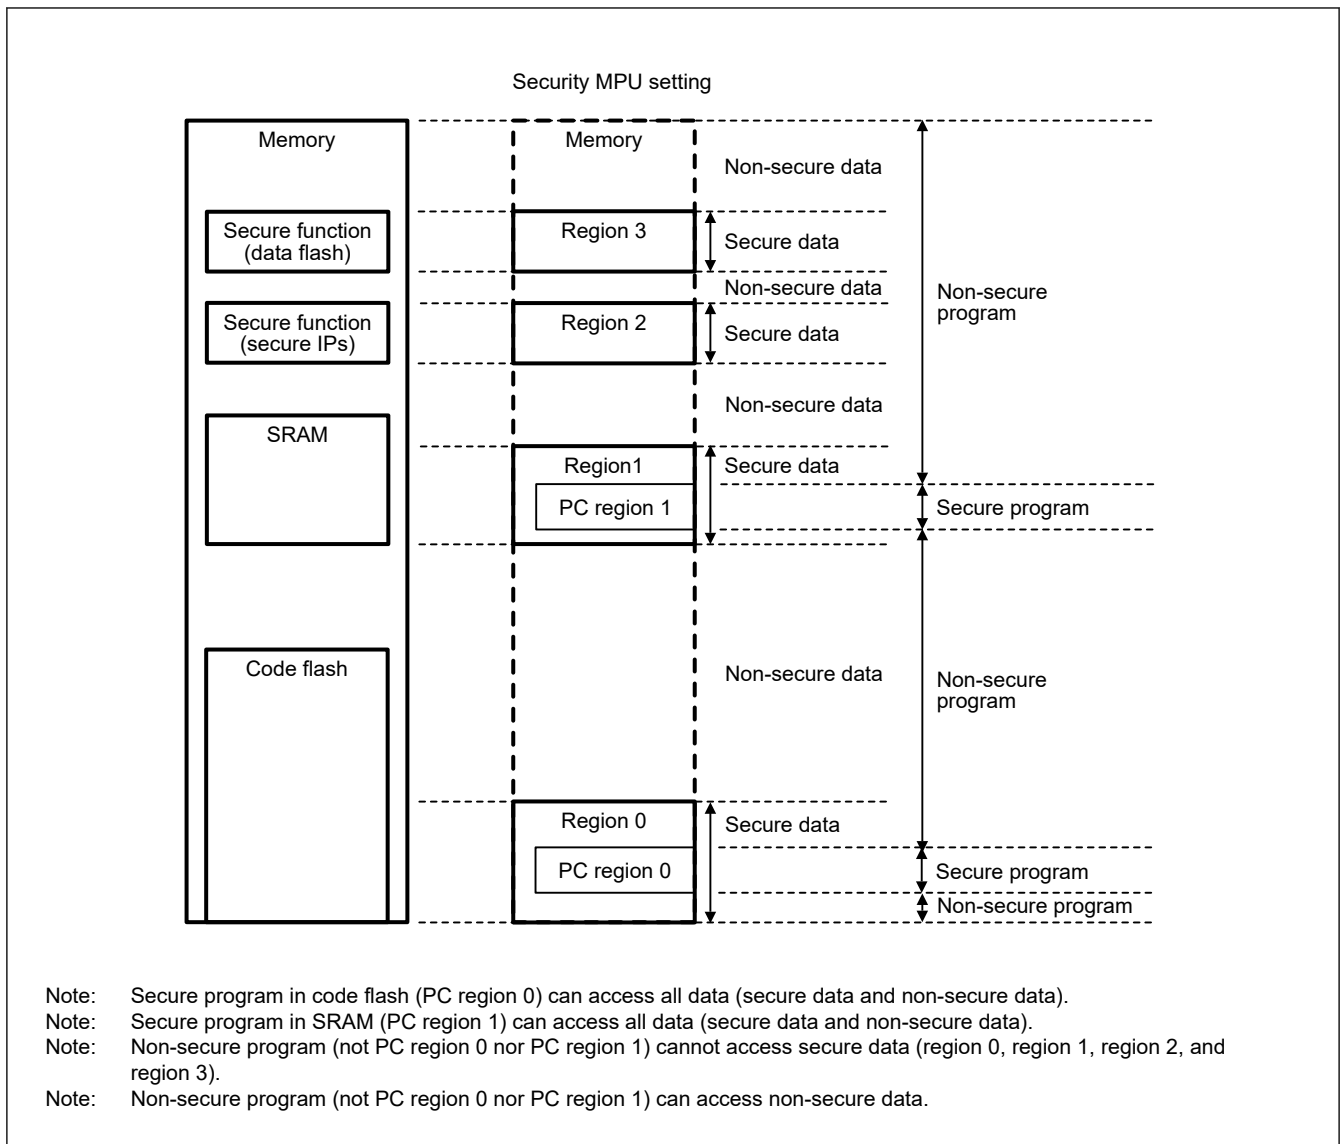 Security MPU setting
Memory
Memory
Non-secure data
Secure function
(data flash)
Region 3
Secure data
Non-secure data
Non-secure
program
Secure function
(secure IPs)
Region 2
Secure data
Non-secure data
SRAM
Region1
Secure data
PC region 1
Secure program
Code flash
Non-secure data
Non-secure
program
Region 0
Secure data
PC region 0
Secure program
Non-secure program
Note: Secure program in code flash (PC region 0) can access all data (secure data and non-secure data).
Note: Secure program in SRAM (PC region 1) can access all data (secure data and non-secure data).
Note: Non-secure program (not PC region 0 nor PC region 1) cannot access secure data (region 0, region 1, region 2, and
region 3).
Note: Non-secure program (not PC region 0 nor PC region 1) can access non-secure data.